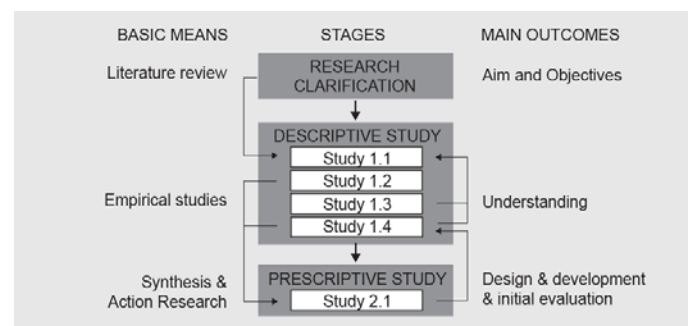 BASIC MEANS
STAGES
MAIN OUTCOMES
Literature review
RESEARCH
CLARIFICATION
Aim and Objectives
DESCRIPTIVE STUDY
Study 1.1
Study 1.2
Empirical studies
Study 1.3
Understanding
Study 1.4
Synthesis &
Action Research
PRESCRIPTIVE STUDY
Study 2.1
Design & development
& initial evaluation